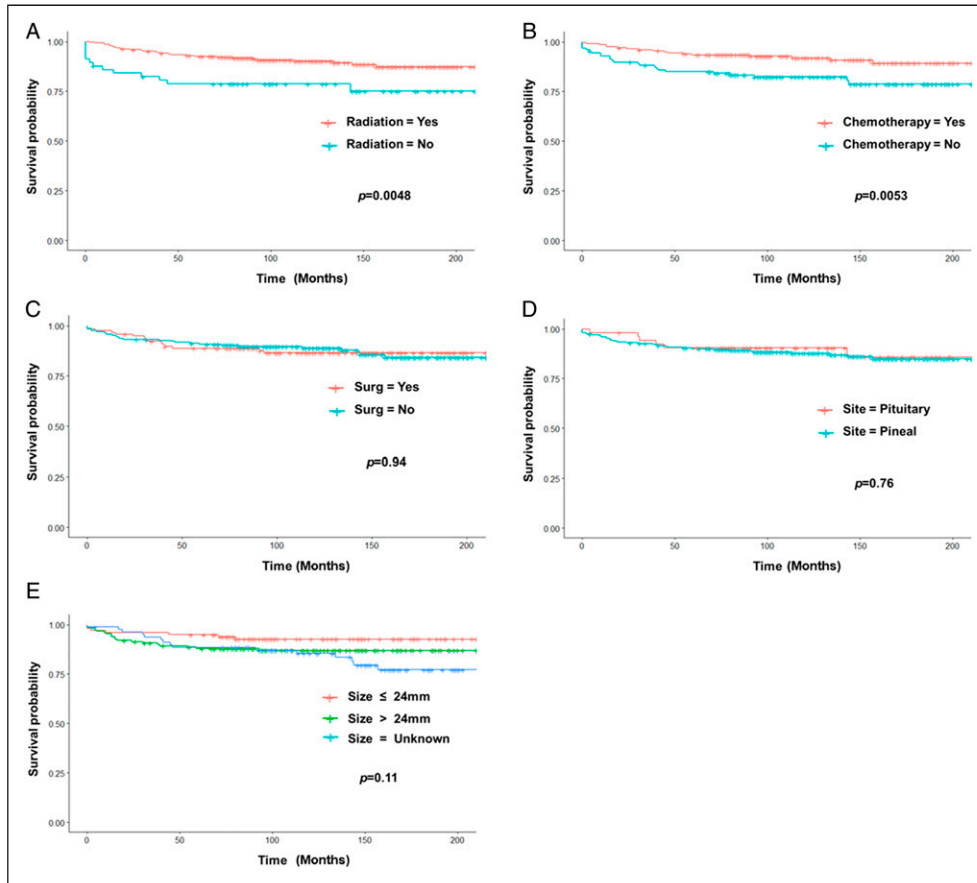 A
Survival probability
1.00
0.75
0.50
0.25
0.00
Radiation = Yes
Radiation = No
p=0.0048
0 50 100 150 200
Time (Months)
B
Survival probability
1.00
0.75
0.50
0.25
0.00
Chemotherapy = Yes
Chemotherapy = No
p=0.0053
0 50 100 150 200
Time (Months)
C
Survival probability
1.00
0.75
0.50
0.25
0.00
Surg = Yes
Surg = No
p=0.94
0 50 100 150 200
Time (Months)
D
Survival probability
1.00
0.75
0.50
0.25
0.00
Site = Pituitary
Site = Pineal
p=0.76
0 50 100 150 200
Time (Months)
E
Survival probability
1.00
0.75
0.50
0.25
0.00
Size ≤ 24mm
Size > 24mm
Size = Unknown
p=0.11
0 50 100 150 200
Time (Months)